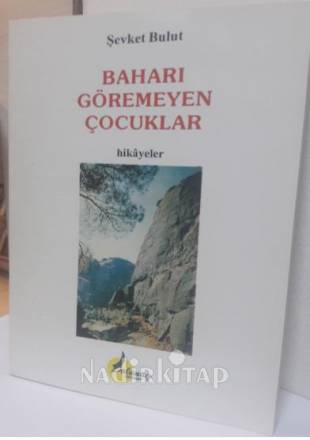 Şevket Bulut
BAHARI
GÖREMEYEN
ÇOCUKLAR
hikâyeler
Nadirkitap